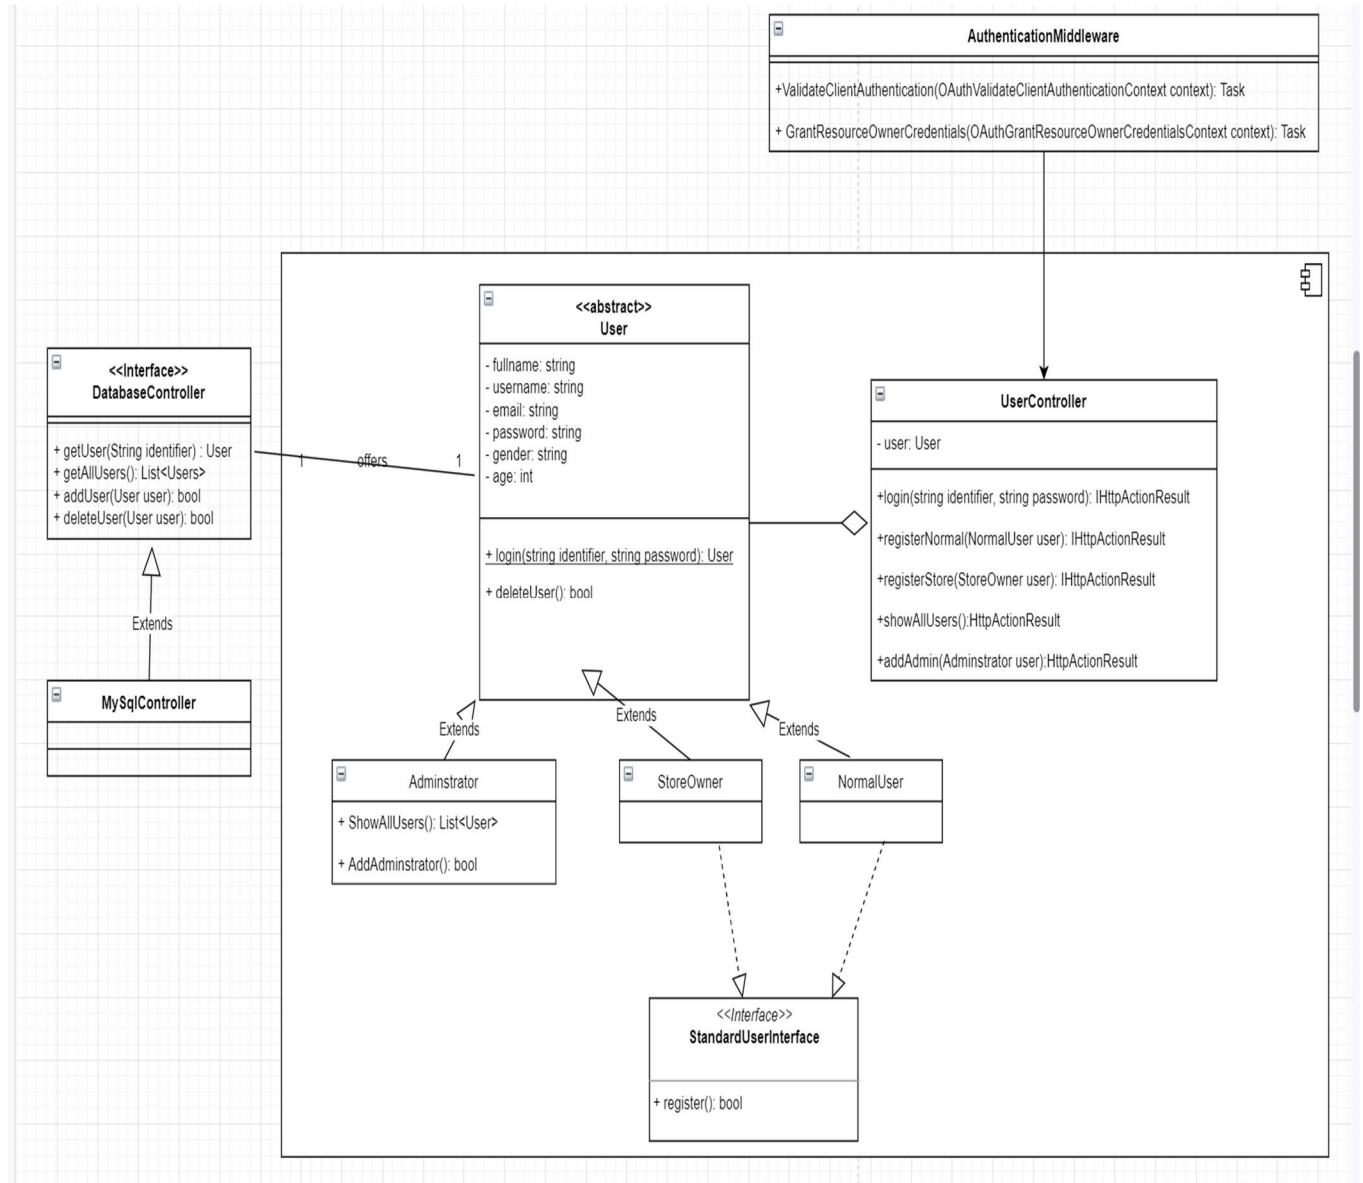 AuthenticationMiddleware
+ValidateClientAuthentication(OAuthValidateClientAuthenticationContext context): Task
+ GrantResourceOwnerCredentials(OAuthGrantResourceOwnerCredentialsContext context): Task
<<Interface>>
DatabaseController
+ getUser(String identifier) : User
+ getAllUsers(): List<Users>
+ addUser(User user): bool
+ deleteUser(User user): bool
1
offers
1
Extends
MySqlController
<<abstract>>
User
- fullname: string
- username: string
- email: string
- password: string
- gender: string
- age: int
+ login(string identifier, string password): User
+ deleteUser(): bool
UserController
- user: User
+login(string identifier, string password): IHttpActionResult
+registerNormal(NormalUser user): IHttpActionResult
+registerStore(StoreOwner user): IHttpActionResult
+showAllUsers():HttpActionResult
+addAdmin(Adminstrator user):HttpActionResult
Extends
Extends
Extends
Adminstrator
+ ShowAllUsers(): List<User>
+ AddAdminstrator(): bool
StoreOwner
NormalUser
<<Interface>>
StandardUserInterface
+ register(): bool